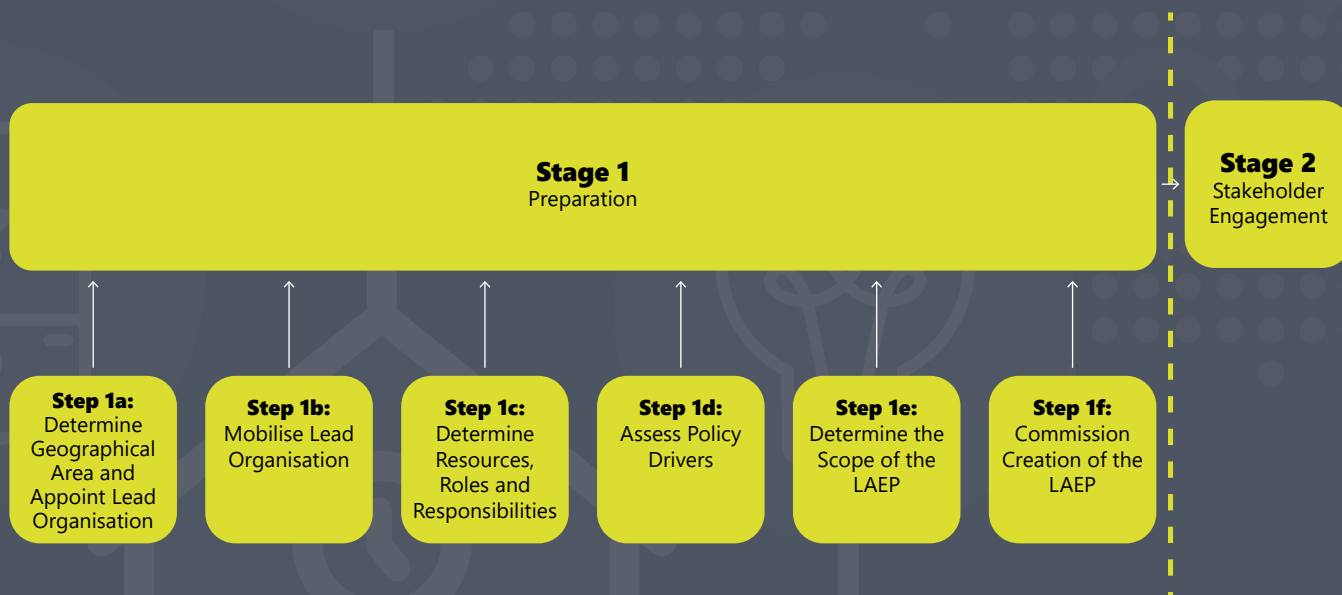 Stage 1
Preparation
Stage 2
Stakeholder
Engagement
Step 1a:
Determine
Geographical
Area and
Appoint Lead
Organisation
Step 1b:
Mobilise Lead
Organisation
Step 1c:
Determine
Resources,
Roles and
Responsibilities
Step 1d:
Assess Policy
Drivers
Step 1e:
Determine the
Scope of the
LAEP
Step 1f:
Commission
Creation of the
LAEP